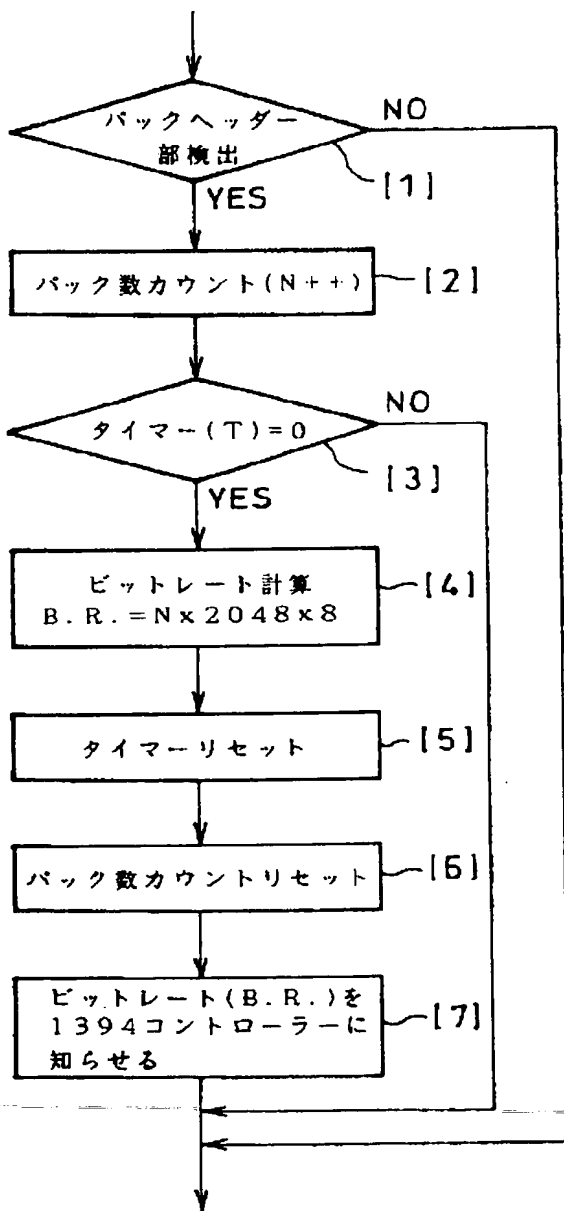 パックヘッダー
部検出
NO
[1]
YES
パック数カウント(N++)
[2]
タイマー(T)=0
NO
[3]
YES
ビットレート計算
B.R.=N×2048×8
[4]
タイマーリセット
[5]
パック数カウントリセット
[6]
ビットレート(B.R.)を
1394コントローラーに
知らせる
[7]